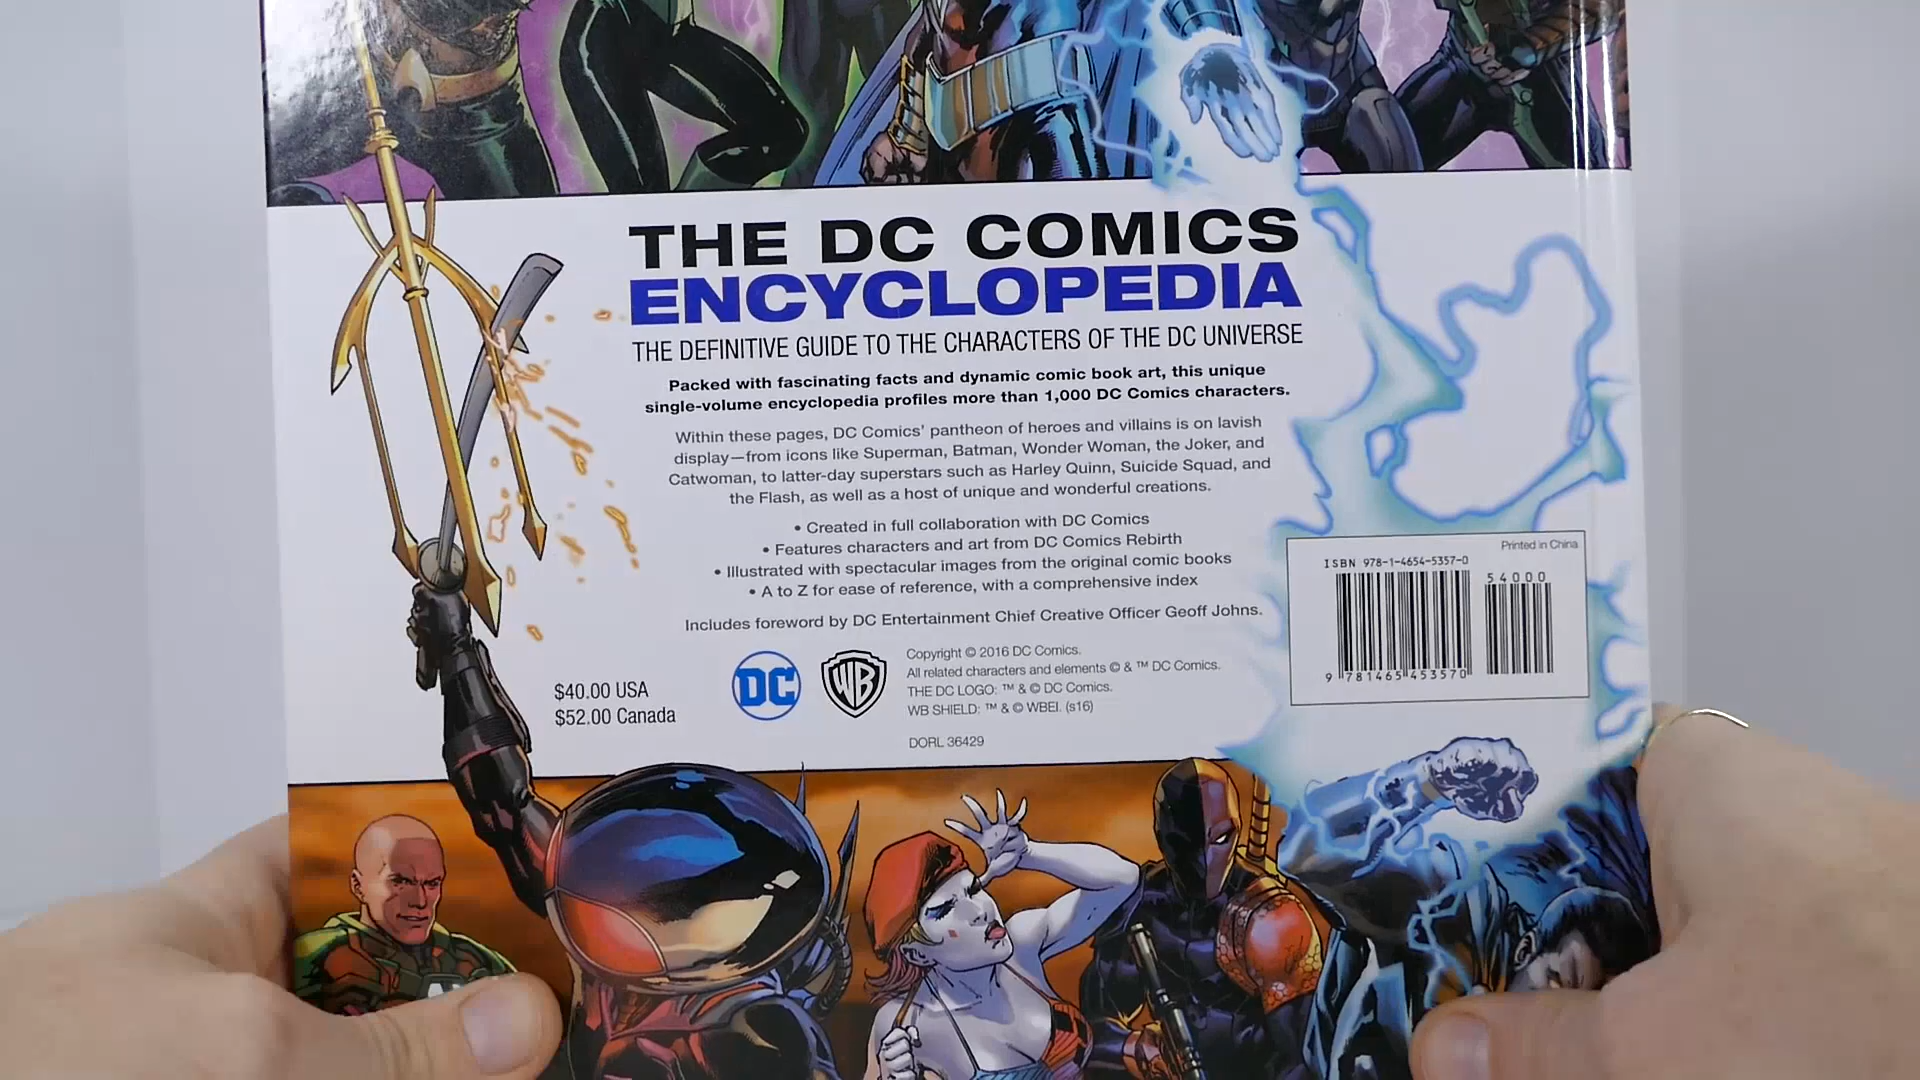 THE DC COMICS
ENCYCLOPEDIA
THE DEFINITIVE GUIDE TO THE CHARACTERS OF THE DC UNIVERSE
Packed with fascinating facts and dynamic comic book art, this unique
single-volume encyclopedia profiles more than 1,000 DC Comics characters.
Within these pages, DC Comics' pantheon of heroes and villains is on lavish
display—from icons like Superman, Batman, Wonder Woman, the Joker, and
Catwoman, to latter-day superstars such as Harley Quinn, Suicide Squad, and
the Flash, as well as a host of unique and wonderful creations.
• Created in full collaboration with DC Comics
• Features characters and art from DC Comics Rebirth
• Illustrated with spectacular images from the original comic books
• A to Z for ease of reference, with a comprehensive index
Includes foreword by DC Entertainment Chief Creative Officer Geoff Johns.
$40.00 USA
$52.00 Canada
DC
WB
Copyright © 2016 DC Comics.
All related characters and elements © & ™ DC Comics.
THE DC LOGO: ™ & © DC Comics.
WB SHIELD: ™ & © WBEI. (s16)
DORL 36429
Printed in China
ISBN 978-1-4654-5357-0
54000
9 781465 453570